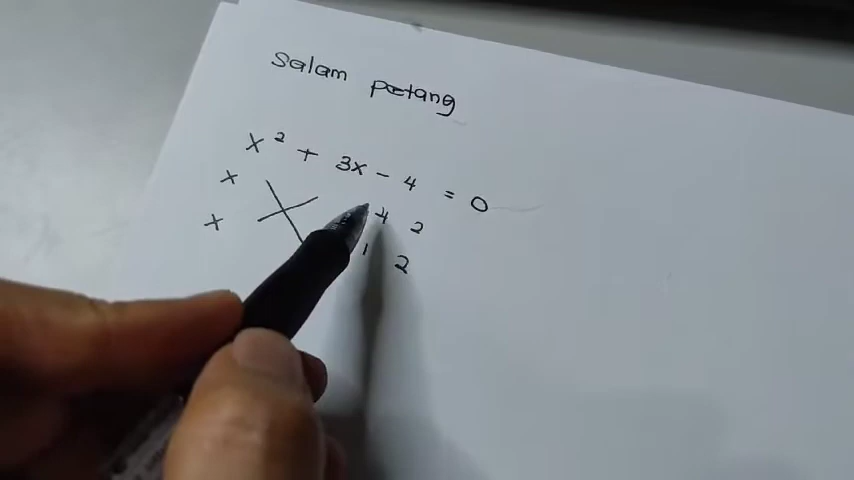 Salam petang
x² + 3x - 4 = 0
x 4 2
x 1 2